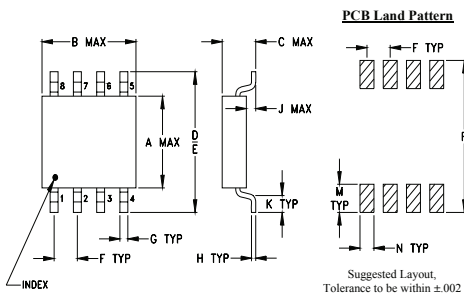 PCB Land Pattern
B MAX
C MAX
F TYP
8 7 6 5
J MAX
A MAX
D
E
K TYP
M
TYP
1 2 3 4
G TYP
F TYP
H TYP
N TYP
INDEX
Suggested Layout,
Tolerance to be within ±.002